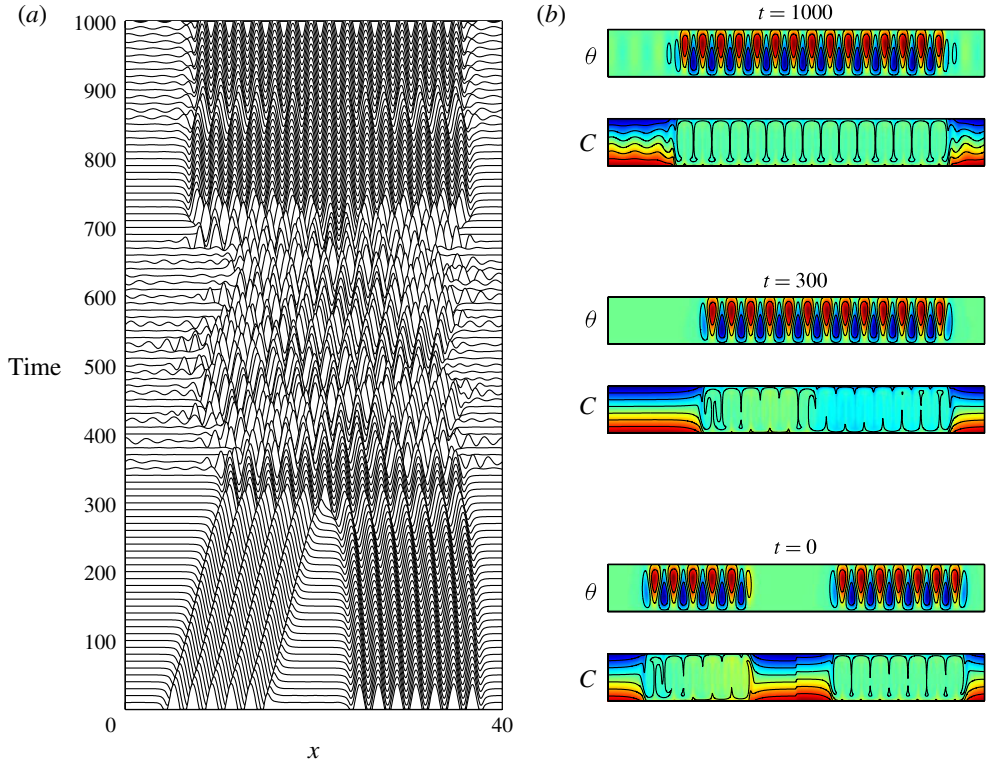 (a)
1000
900
800
700
600
500
400
300
200
100
0
40
Time
x
(b)
t = 1000
θ
C
t = 300
θ
C
t = 0
θ
C